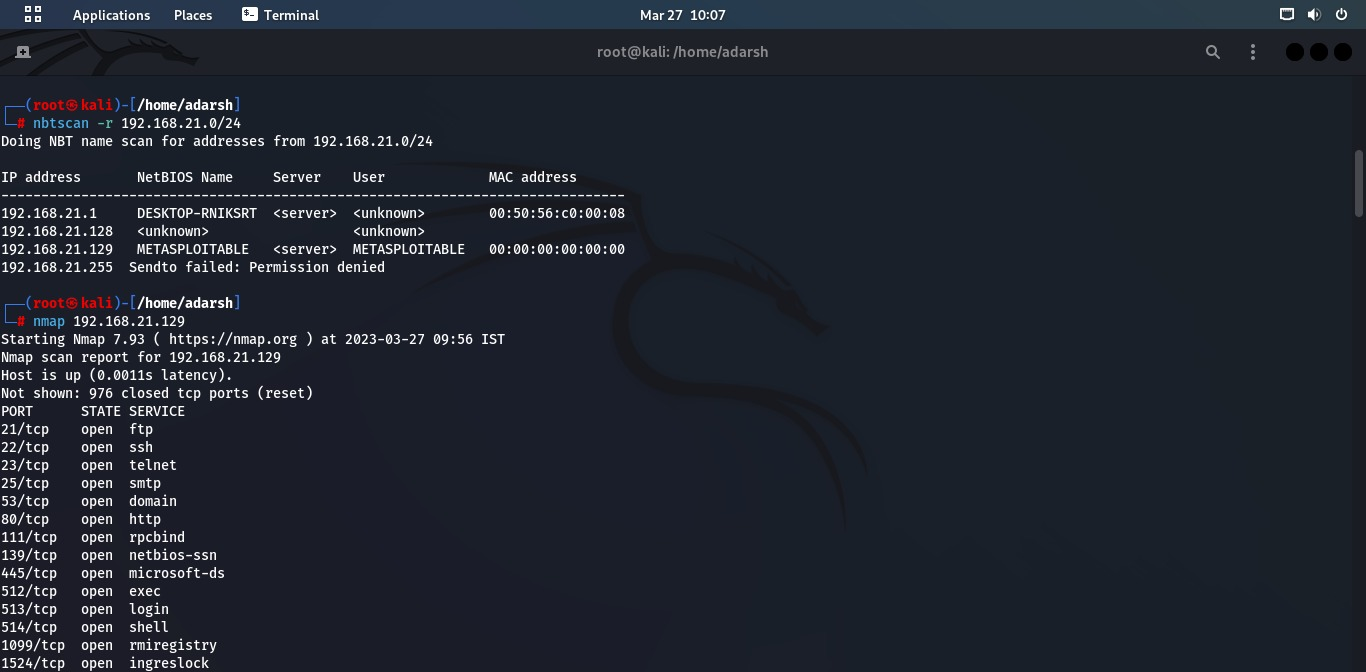 Applications Places Terminal Mar 27 10:07
root@kali: /home/adarsh
┌──(root㉿kali)-[/home/adarsh]
└─# nbtscan -r 192.168.21.0/24
Doing NBT name scan for addresses from 192.168.21.0/24
IP address       NetBIOS Name     Server    User             MAC address
------------------------------------------------------------------------------
192.168.21.1     DESKTOP-RNIKSRT  <server>  <unknown>        00:50:56:c0:00:08
192.168.21.128   <unknown>                  <unknown>
192.168.21.129   METASPLOITABLE   <server>  METASPLOITABLE   00:00:00:00:00:00
192.168.21.255  Sendto failed: Permission denied
┌──(root㉿kali)-[/home/adarsh]
└─# nmap 192.168.21.129
Starting Nmap 7.93 ( https://nmap.org ) at 2023-03-27 09:56 IST
Nmap scan report for 192.168.21.129
Host is up (0.0011s latency).
Not shown: 976 closed tcp ports (reset)
PORT      STATE SERVICE
21/tcp    open  ftp
22/tcp    open  ssh
23/tcp    open  telnet
25/tcp    open  smtp
53/tcp    open  domain
80/tcp    open  http
111/tcp   open  rpcbind
139/tcp   open  netbios-ssn
445/tcp   open  microsoft-ds
512/tcp   open  exec
513/tcp   open  login
514/tcp   open  shell
1099/tcp  open  rmiregistry
1524/tcp  open  ingreslock